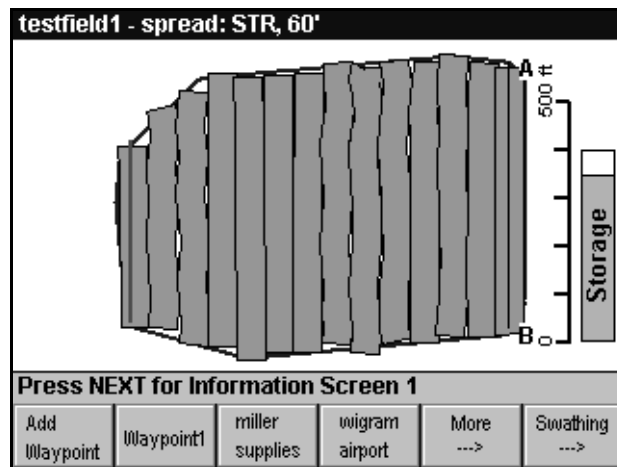 testfield1 - spread: STR, 60'
A
500 ft
Storage
B
0
Press NEXT for Information Screen 1
Add
Waypoint
Waypoint1
miller
supplies
wigram
airport
More
--->
Swathing
--->